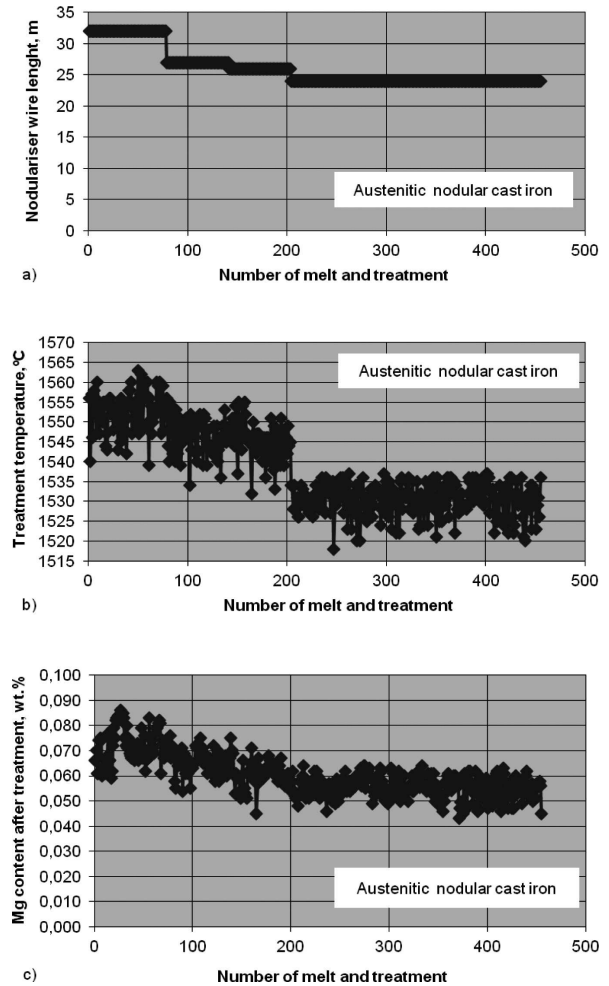 35
30
25
20
15
10
5
0
Nodulariser wire lenght, m
Austenitic nodular cast iron
0 100 200 300 400 500
a)
Number of melt and treatment
1570
1565
1560
1555
1550
1545
1540
1535
1530
1525
1520
1515
Treatment temperature,ºC
Austenitic nodular cast iron
0 100 200 300 400 500
b)
Number of melt and treatment
0,100
0,090
0,080
0,070
0,060
0,050
0,040
0,030
0,020
0,010
0,000
Mg content after treatment, wt.%
Austenitic nodular cast iron
0 100 200 300 400 500
c)
Number of melt and treatment